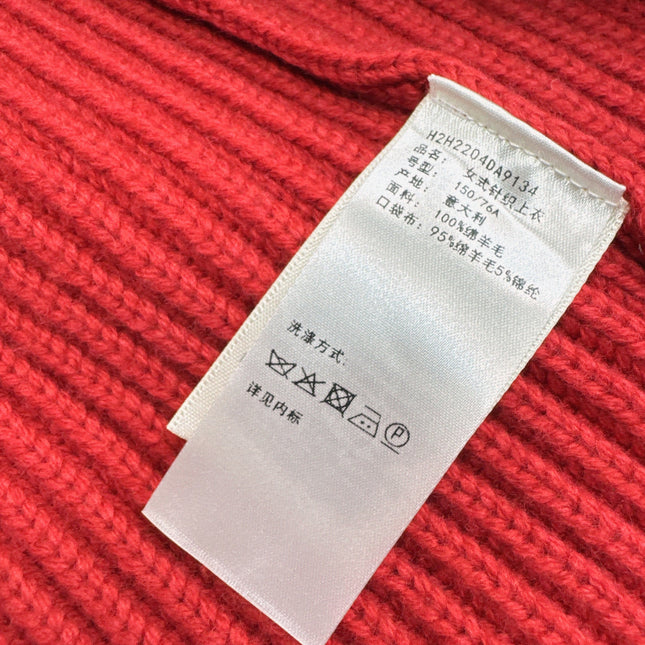 H2H2204DA9134
品名: 女式针织上衣
号型: 150/76A
产地: 意大利
面料: 100%绵羊毛
口袋布: 95%绵羊毛5%锦纶
洗涤方式:
P
详见内标